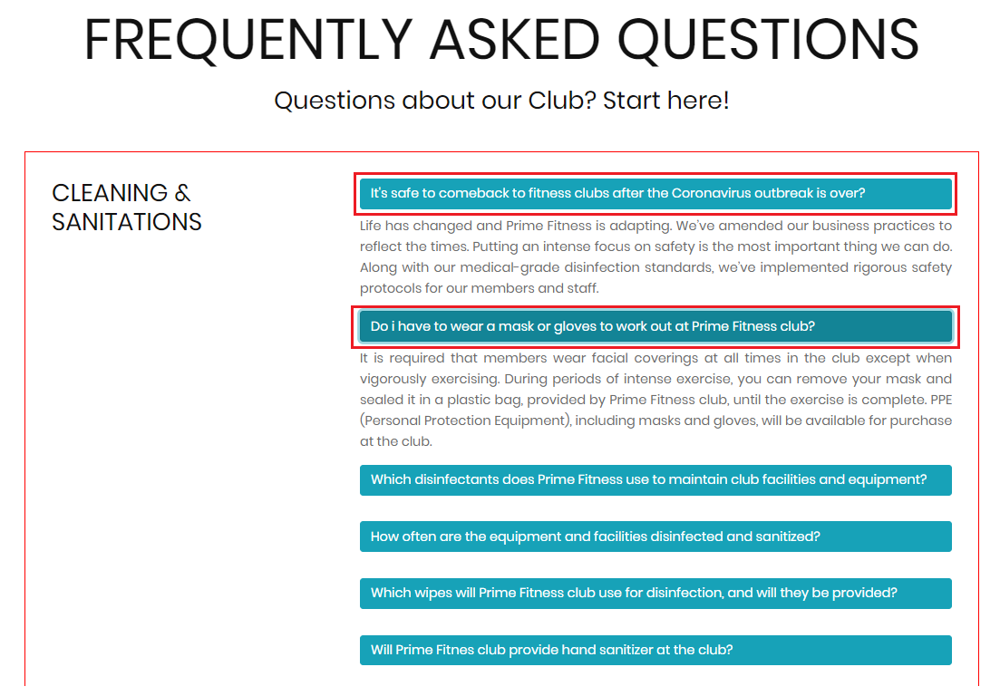 FREQUENTLY ASKED QUESTIONS
Questions about our Club? Start here!
CLEANING &
SANITATIONS
It's safe to comeback to fitness clubs after the Coronavirus outbreak is over?
Life has changed and Prime Fitness is adapting. We've amended our business practices to
reflect the times. Putting an intense focus on safety is the most important thing we can do.
Along with our medical-grade disinfection standards, we've implemented rigorous safety
protocols for our members and staff.
Do i have to wear a mask or gloves to work out at Prime Fitness club?
It is required that members wear facial coverings at all times in the club except when
vigorously exercising. During periods of intense exercise, you can remove your mask and
sealed it in a plastic bag, provided by Prime Fitness club, until the exercise is complete. PPE
(Personal Protection Equipment), including masks and gloves, will be available for purchase
at the club.
Which disinfectants does Prime Fitness use to maintain club facilities and equipment?
How often are the equipment and facilities disinfected and sanitized?
Which wipes will Prime Fitness club use for disinfection, and will they be provided?
Will Prime Fitnes club provide hand sanitizer at the club?